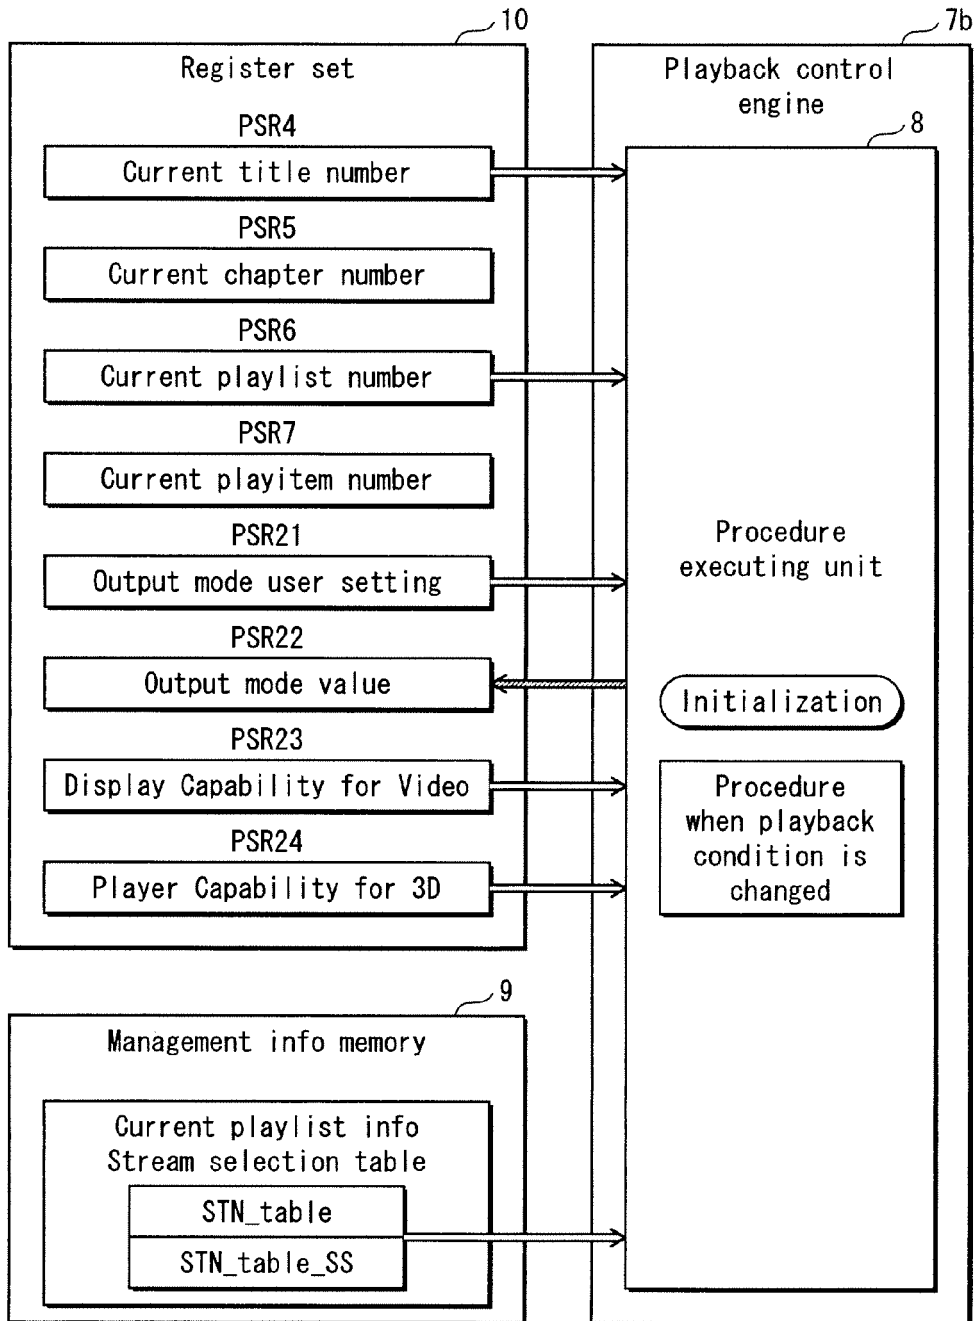 10
Register set
PSR4
Current title number
PSR5
Current chapter number
PSR6
Current playlist number
PSR7
Current playitem number
PSR21
Output mode user setting
PSR22
Output mode value
PSR23
Display Capability for Video
PSR24
Player Capability for 3D
7b
Playback control
engine
8
Procedure
executing unit
Initialization
Procedure
when playback
condition is
changed
9
Management info memory
Current playlist info
Stream selection table
STN_table
STN_table_SS